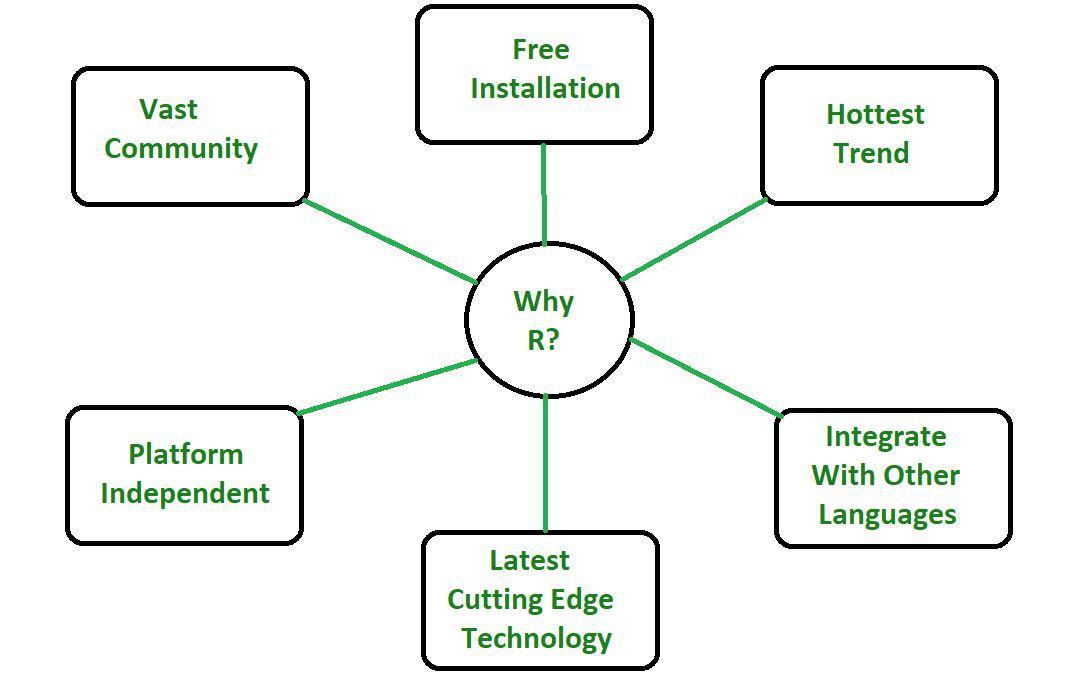 Free
Installation
Vast
Community
Hottest
Trend
Why
R?
Platform
Independent
Integrate
With Other
Languages
Latest
Cutting Edge
Technology